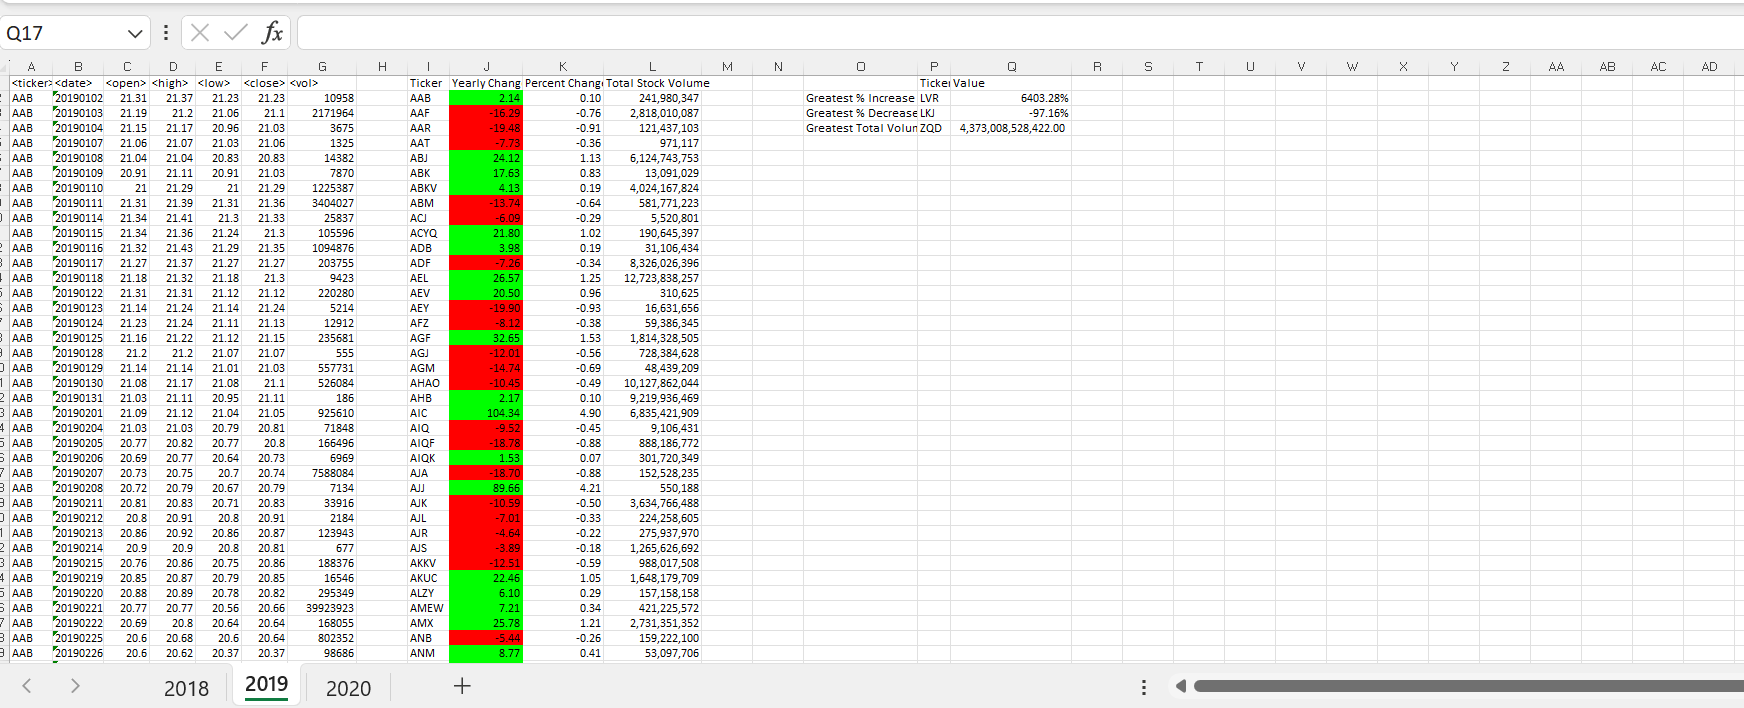 Q17 fx
A B C D E F G H I J K L M N O P Q R S T U V W X Y Z AA AB AC AD
<ticker> <date> <open> <high> <low> <close> <vol> Ticker Yearly Chang Percent Chang Total Stock Volume Ticker Value
AAB 20190102 21.31 21.37 21.23 21.23 10958 AAB 2.14 0.10 241,980,347 Greatest % Increase LVR 6403.28%
AAB 20190103 21.19 21.2 21.06 21.1 2171964 AAF -16.29 -0.76 2,818,010,087 Greatest % Decrease LKJ -97.16%
AAB 20190104 21.15 21.17 20.96 21.03 3675 AAR -19.48 -0.91 121,437,103 Greatest Total Volum ZQD 4,373,008,528,422.00
AAB 20190107 21.06 21.07 21.03 21.06 1325 AAT -7.73 -0.36 971,117
AAB 20190108 21.04 21.04 20.83 20.83 14382 ABJ 24.12 1.13 6,124,743,753
AAB 20190109 20.91 21.11 20.91 21.03 7870 ABK 17.63 0.83 13,091,029
AAB 20190110 21 21.29 21 21.29 1225387 ABKV 4.13 0.19 4,024,167,824
AAB 20190111 21.31 21.39 21.31 21.36 3404027 ABM -13.74 -0.64 581,771,223
AAB 20190114 21.34 21.41 21.3 21.33 25837 ACJ -6.09 -0.29 5,520,801
AAB 20190115 21.34 21.36 21.24 21.3 105596 ACYQ 21.80 1.02 190,645,397
AAB 20190116 21.32 21.43 21.29 21.35 1094876 ADB 3.98 0.19 31,106,434
AAB 20190117 21.27 21.37 21.27 21.27 203755 ADF -7.26 -0.34 8,326,026,396
AAB 20190118 21.18 21.32 21.18 21.3 9423 AEL 26.57 1.25 12,723,838,257
AAB 20190122 21.31 21.31 21.12 21.12 220280 AEV 20.50 0.96 310,625
AAB 20190123 21.14 21.24 21.14 21.24 5214 AEY -19.90 -0.93 16,631,656
AAB 20190124 21.23 21.24 21.11 21.13 12912 AFZ -8.12 -0.38 59,386,345
AAB 20190125 21.16 21.22 21.12 21.15 235681 AGF 32.65 1.53 1,814,328,505
AAB 20190128 21.2 21.2 21.07 21.07 555 AGJ -12.01 -0.56 728,384,628
AAB 20190129 21.14 21.14 21.01 21.03 557731 AGM -14.74 -0.69 48,439,209
AAB 20190130 21.08 21.17 21.08 21.1 526084 AHAO -10.45 -0.49 10,127,862,044
AAB 20190131 21.03 21.11 20.95 21.11 186 AHB 2.17 0.10 9,219,936,469
AAB 20190201 21.09 21.12 21.04 21.05 925610 AIC 104.34 4.90 6,835,421,909
AAB 20190204 21.03 21.03 20.79 20.81 71848 AIQ -9.52 -0.45 9,106,431
AAB 20190205 20.77 20.82 20.77 20.8 166496 AIQF -18.78 -0.88 888,186,772
AAB 20190206 20.69 20.77 20.64 20.73 6969 AIQK 1.53 0.07 301,720,349
AAB 20190207 20.73 20.75 20.7 20.74 7588084 AJA -18.70 -0.88 152,528,235
AAB 20190208 20.72 20.79 20.67 20.79 7134 AJJ 89.66 4.21 550,188
AAB 20190211 20.81 20.83 20.71 20.83 33916 AJK -10.59 -0.50 3,634,766,488
AAB 20190212 20.8 20.91 20.8 20.91 2184 AJL -7.01 -0.33 224,258,605
AAB 20190213 20.86 20.92 20.86 20.87 123943 AJR -4.64 -0.22 275,937,970
AAB 20190214 20.9 20.9 20.8 20.81 677 AJS -3.89 -0.18 1,265,626,692
AAB 20190215 20.76 20.86 20.75 20.86 188376 AKKV -12.51 -0.59 988,017,508
AAB 20190219 20.85 20.87 20.79 20.85 16546 AKUC 22.46 1.05 1,648,179,709
AAB 20190220 20.88 20.89 20.78 20.82 295349 ALZY 6.10 0.29 157,158,158
AAB 20190221 20.77 20.77 20.56 20.66 39923923 AMEW 7.21 0.34 421,225,572
AAB 20190222 20.69 20.8 20.64 20.64 168055 AMX 25.78 1.21 2,731,351,352
AAB 20190225 20.6 20.68 20.6 20.64 802352 ANB -5.44 -0.26 159,222,100
AAB 20190226 20.6 20.62 20.37 20.37 98686 ANM 8.77 0.41 53,097,706
2018 2019 2020